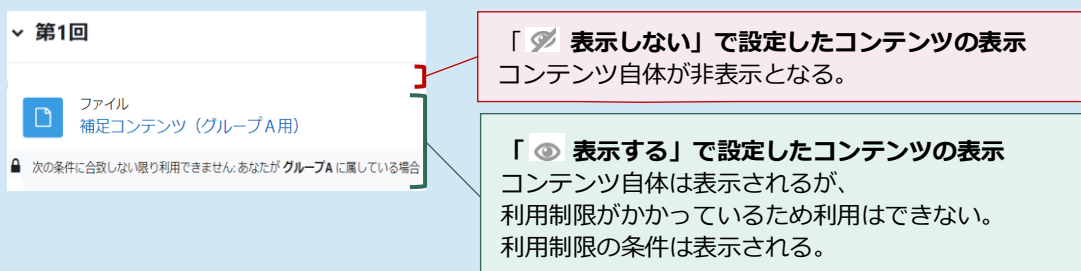 第1回
ファイル
補足コンテンツ（グループA用）
次の条件に合致しない限り利用できません: あなたが グループA に属している場合
「 表示しない」で設定したコンテンツの表示
コンテンツ自体が非表示となる。
「 表示する」で設定したコンテンツの表示
コンテンツ自体は表示されるが、
利用制限がかかっているため利用はできない。
利用制限の条件は表示される。